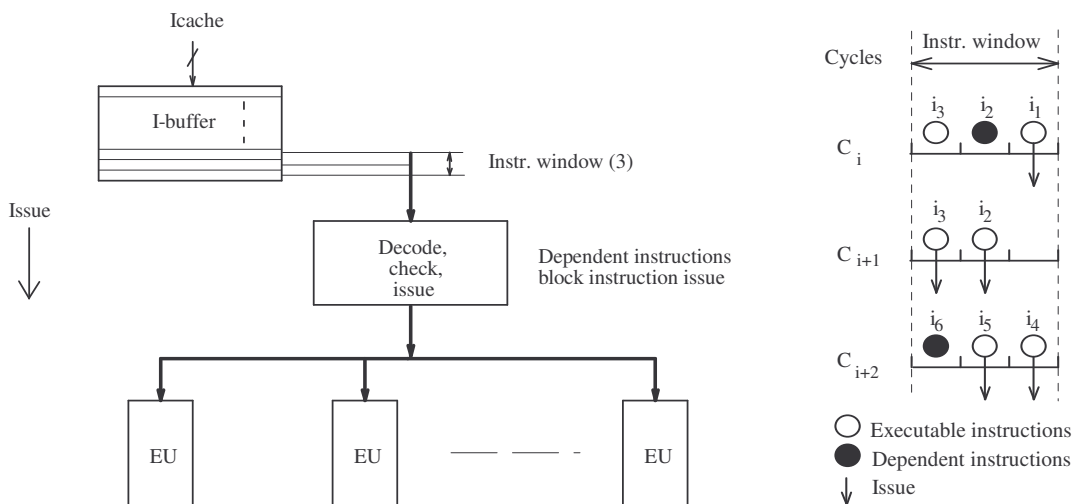 Icache
I-buffer
Instr. window (3)
Issue
Decode,
check,
issue
Dependent instructions
block instruction issue
EU
EU
EU
Cycles
Instr. window
i3 i2 i1
C i
i3 i2
C i+1
i6 i5 i4
C i+2
Executable instructions
Dependent instructions
Issue